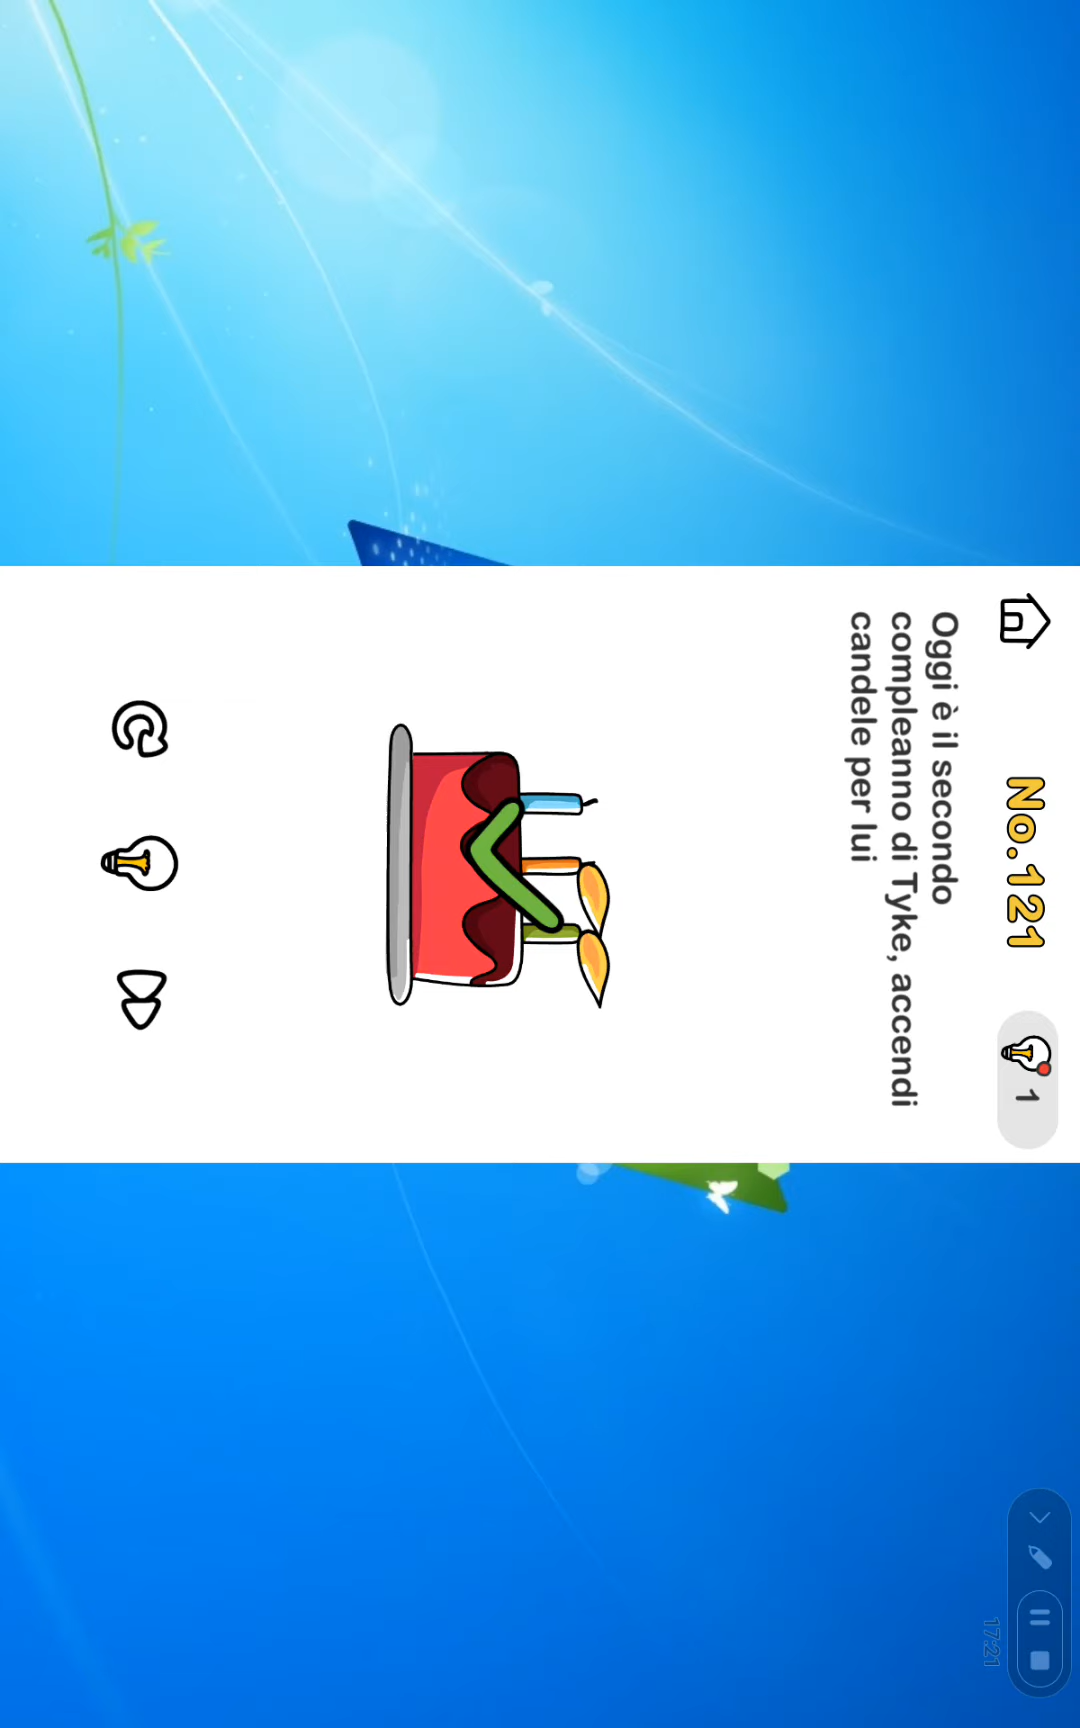 No.121
1
Oggi è il secondo
compleanno di Tyke, accendi
candele per lui
17:21